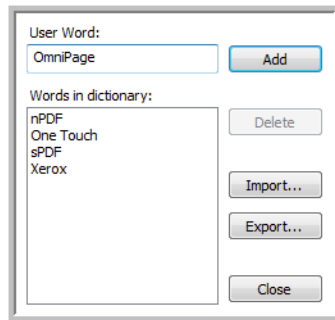 User Word:
OmniPage
Add
Words in dictionary:
nPDF
One Touch
sPDF
Xerox
Delete
Import...
Export...
Close